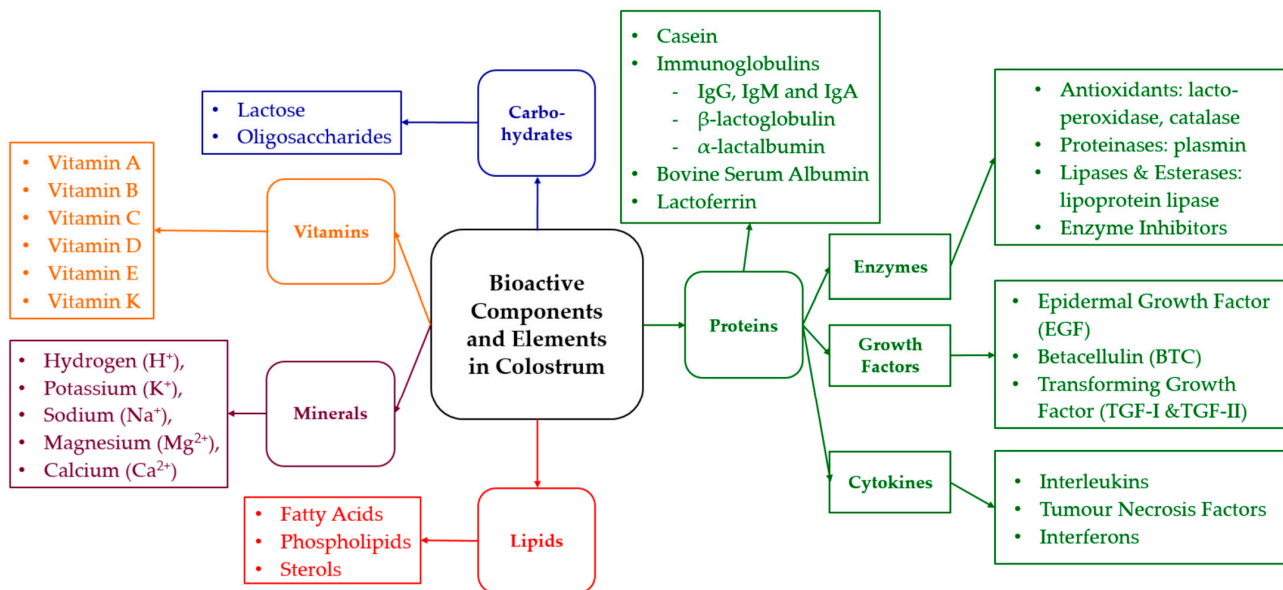 Bioactive
Components
and Elements
in Colostrum
Carbo-
hydrates
• Lactose
• Oligosaccharides
Vitamins
• Vitamin A
• Vitamin B
• Vitamin C
• Vitamin D
• Vitamin E
• Vitamin K
Minerals
• Hydrogen (H⁺),
• Potassium (K⁺),
• Sodium (Na⁺),
• Magnesium (Mg²⁺),
• Calcium (Ca²⁺)
Lipids
• Fatty Acids
• Phospholipids
• Sterols
Proteins
• Casein
• Immunoglobulins
- IgG, IgM and IgA
- β-lactoglobulin
- α-lactalbumin
• Bovine Serum Albumin
• Lactoferrin
Enzymes
• Antioxidants: lacto-
peroxidase, catalase
• Proteinases: plasmin
• Lipases & Esterases:
lipoprotein lipase
• Enzyme Inhibitors
Growth
Factors
• Epidermal Growth Factor
(EGF)
• Betacellulin (BTC)
• Transforming Growth
Factor (TGF-I &TGF-II)
Cytokines
• Interleukins
• Tumour Necrosis Factors
• Interferons